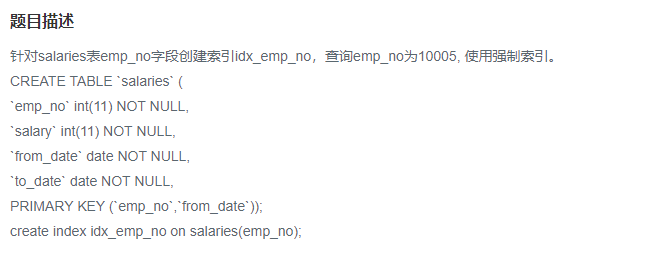 题目描述
针对salaries表emp_no字段创建索引idx_emp_no，查询emp_no为10005, 使用强制索引。
CREATE TABLE `salaries` (
`emp_no` int(11) NOT NULL,
`salary` int(11) NOT NULL,
`from_date` date NOT NULL,
`to_date` date NOT NULL,
PRIMARY KEY (`emp_no`,`from_date`));
create index idx_emp_no on salaries(emp_no);